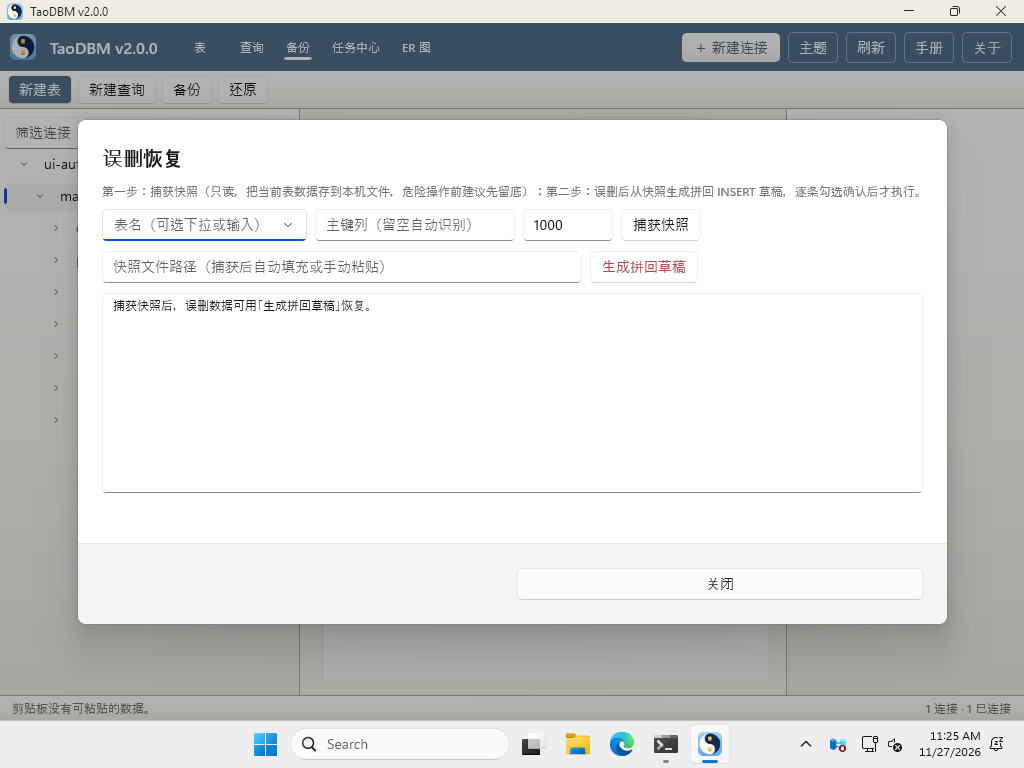 TaoDBM v2.0.0
TaoDBM v2.0.0 表 查询 备份 任务中心 ER 图 + 新建连接 主题 刷新 手册 关于
新建表 新建查询 备份 还原
筛选连接
ui-au
ma
误删恢复
第一步：捕获快照（只读，把当前表数据存到本机文件，危险操作前建议先留底）；第二步：误删后从快照生成拼回 INSERT 草稿，逐条勾选确认后才执行。
表名（可选下拉或输入） 主键列（留空自动识别） 1000 捕获快照
快照文件路径（捕获后自动填充或手动粘贴） 生成拼回草稿
捕获快照后，误删数据可用「生成拼回草稿」恢复。
关闭
剪贴板没有可粘贴的数据。 1 连接 · 1 已连接
Search
11:25 AM
11/27/2026